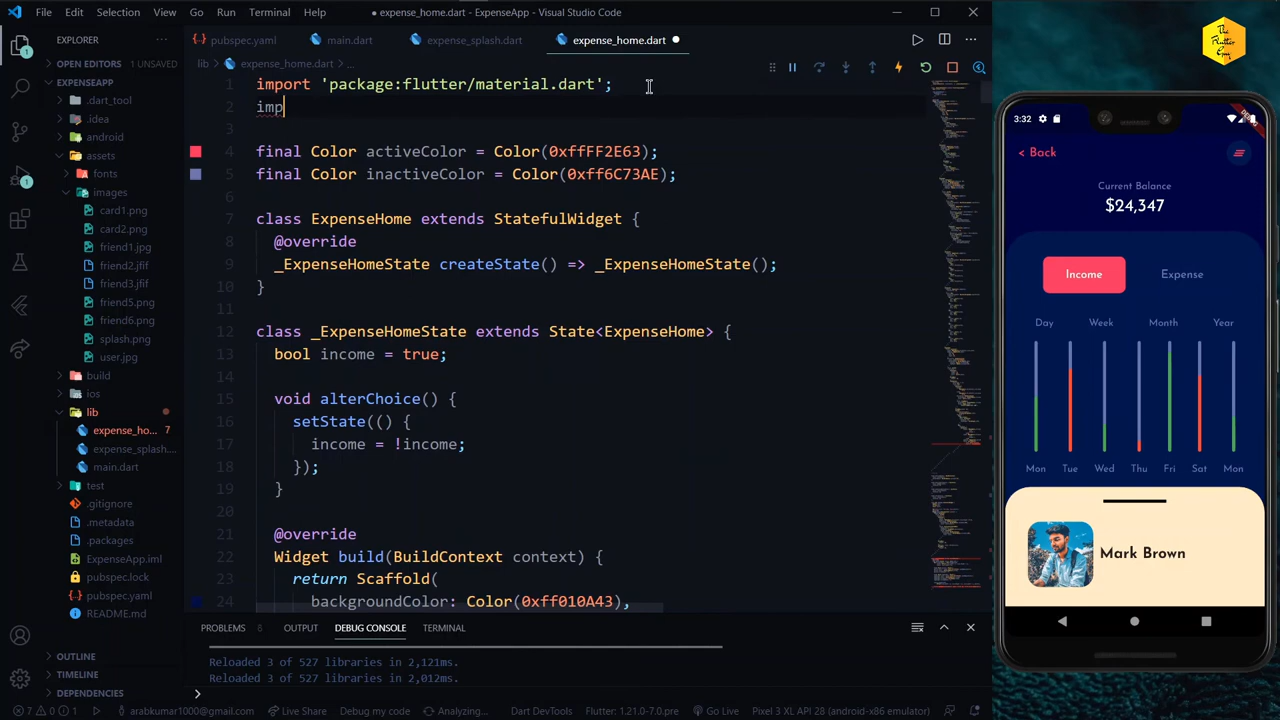 File Edit Selection View Go Run Terminal Help
● expense_home.dart - ExpenseApp - Visual Studio Code
The
Flutter
EXPLORER
pubspec.yaml main.dart expense_splash.dart expense_home.dart
OPEN EDITORS 1 UNSAVED
lib > expense_home.dart > ...
EXPENSEAPP
.dart_tool
.idea
android
assets
fonts
images
card1.png
card2.png
friend1.jpg
friend2.jfif
friend3.jfif
friend5.png
friend6.png
splash.png
user.jpg
build
ios
lib
expense_ho... 7
expense_splash....
main.dart
test
.gitignore
.metadata
.packages
ExpenseApp.iml
pubspec.lock
pubspec.yaml
README.md
OUTLINE
TIMELINE
DEPENDENCIES
1 import 'package:flutter/material.dart';
2 imp
3
4 final Color activeColor = Color(0xffFF2E63);
5 final Color inactiveColor = Color(0xff6C73AE);
6
7 class ExpenseHome extends StatefulWidget {
8 @override
9 _ExpenseHomeState createState() => _ExpenseHomeState();
10 }
11
12 class _ExpenseHomeState extends State<ExpenseHome> {
13 bool income = true;
14
15 void alterChoice() {
16 setState(() {
17 income = !income;
18 });
19 }
20
21 @override
22 Widget build(BuildContext context) {
23 return Scaffold(
24 backgroundColor: Color(0xff010A43),
PROBLEMS 8 OUTPUT DEBUG CONSOLE TERMINAL
Reloaded 3 of 527 libraries in 2,121ms.
Reloaded 3 of 527 libraries in 2,012ms.
>
7 0 1 arabkumar1000@gmail.com Live Share Debug my code Analyzing... Dart DevTools Flutter: 1.21.0-7.0.pre Go Live Pixel 3 XL API 28 (android-x86 emulator)
3:32
DEBUG
< Back
Current Balance
$24,347
Income Expense
Day Week Month Year
Mon Tue Wed Thu Fri Sat Mon
Mark Brown